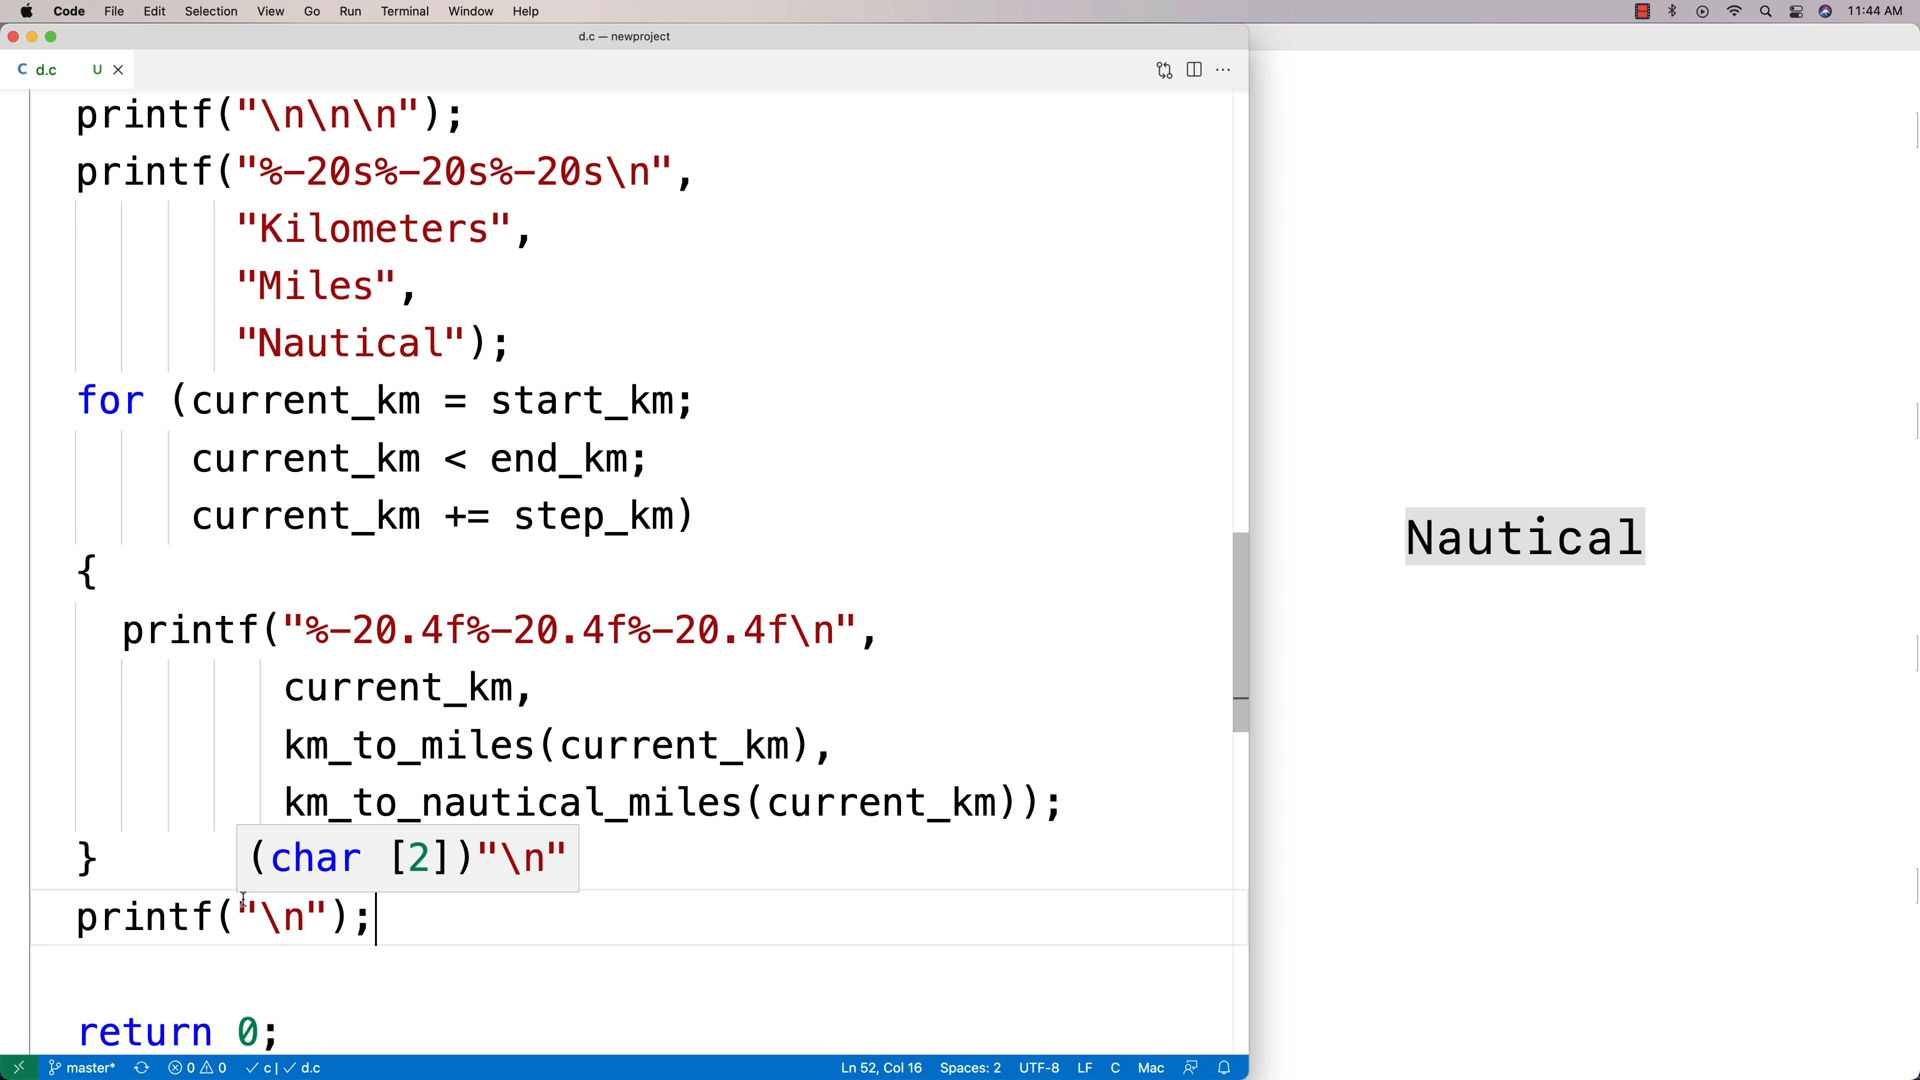 Code File Edit Selection View Go Run Terminal Window Help 11:44 AM
d.c — newproject
C d.c U
printf("\n\n\n");
printf("%-20s%-20s%-20s\n",
"Kilometers",
"Miles",
"Nautical");
for (current_km = start_km;
current_km < end_km;
current_km += step_km)
{
printf("%-20.4f%-20.4f%-20.4f\n",
current_km,
km_to_miles(current_km),
km_to_nautical_miles(current_km));
}
(char [2])"\n"
printf("\n");
return 0;
Nautical
master* 0 0 c | d.c Ln 52, Col 16 Spaces: 2 UTF-8 LF C Mac